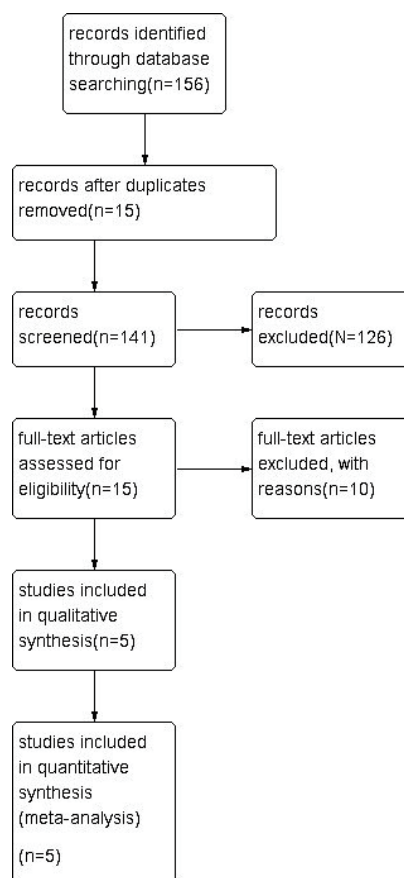 records identified
through database
searching(n=156)
records after duplicates
removed(n=15)
records
screened(n=141)
records
excluded(N=126)
full-text articles
assessed for
eligibility(n=15)
full-text articles
excluded, with
reasons(n=10)
studies included
in qualitative
synthesis(n=5)
studies included
in quantitative
synthesis
(meta-analysis)
(n=5)